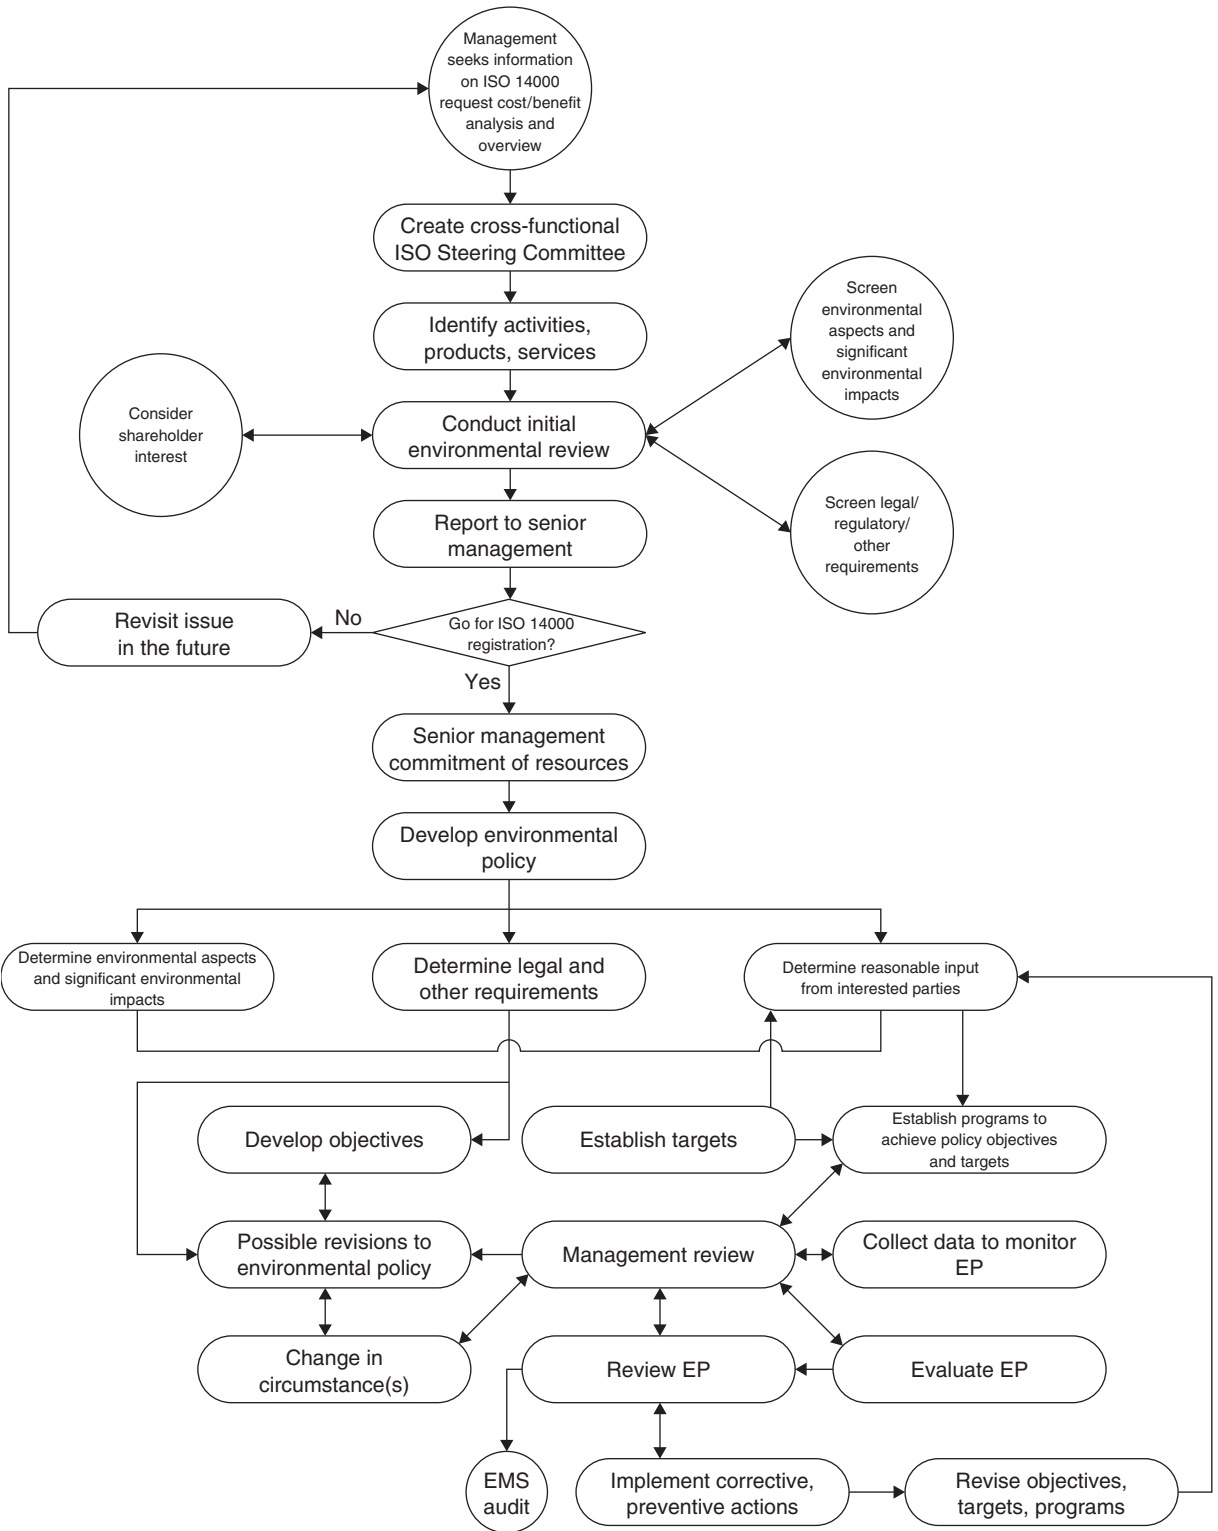 Management
seeks information
on ISO 14000
request cost/benefit
analysis and
overview
Create cross-functional
ISO Steering Committee
Identify activities,
products, services
Screen
environmental
aspects and
significant
environmental
impacts
Consider
shareholder
interest
Conduct initial
environmental review
Screen legal/
regulatory/
other
requirements
Report to senior
management
Go for ISO 14000
registration?
No
Revisit issue
in the future
Yes
Senior management
commitment of resources
Develop environmental
policy
Determine environmental aspects
and significant environmental
impacts
Determine legal and
other requirements
Determine reasonable input
from interested parties
Develop objectives
Establish targets
Establish programs to
achieve policy objectives
and targets
Possible revisions to
environmental policy
Management review
Collect data to monitor
EP
Change in
circumstance(s)
Review EP
Evaluate EP
EMS
audit
Implement corrective,
preventive actions
Revise objectives,
targets, programs